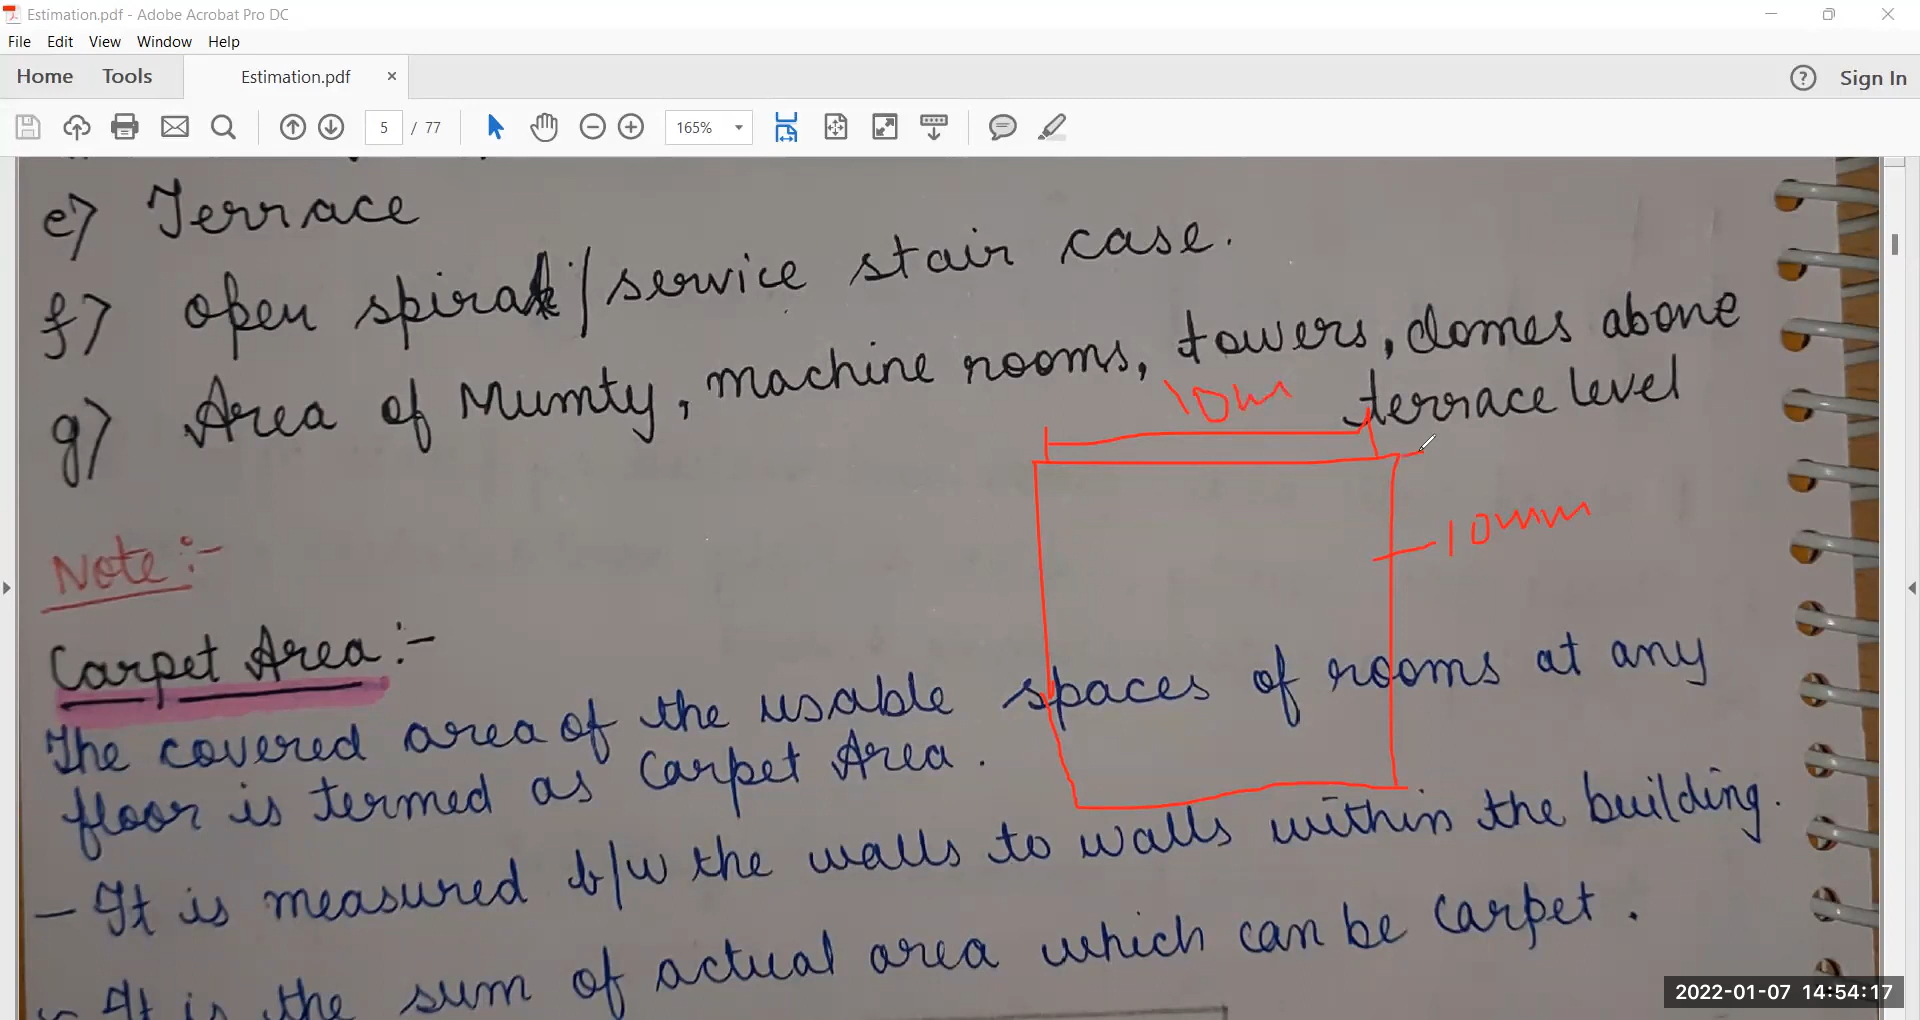 Estimation.pdf - Adobe Acrobat Pro DC
File Edit View Window Help
Home Tools Estimation.pdf × ? Sign In
5 / 77 165%
e) Terrace
f) open spiral/service stair case.
g) Area of Mumty, machine rooms, towers, domes above
terrace level
10m
10mm
Note:-
Carpet Area:-
The covered area of the usable spaces of rooms at any
floor is termed as Carpet Area.
- It is measured b/w the walls to walls within the building.
It is the sum of actual area which can be carpet.
2022-01-07 14:54:17